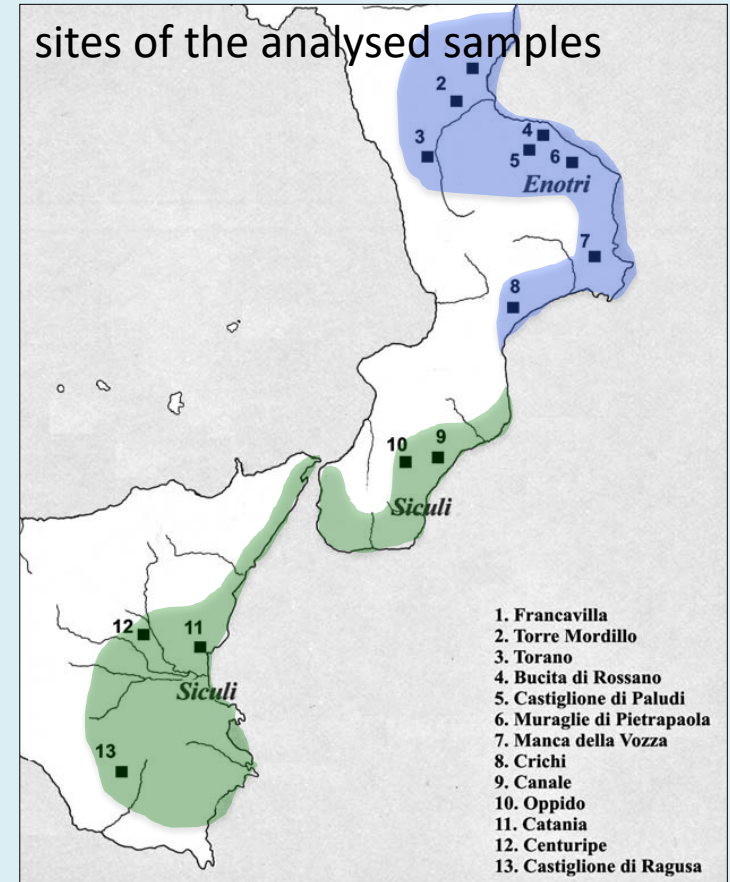 sites of the analysed samples
2
4
3
5
6
Enotri
7
8
10
9
Siculi
12
11
Siculi
13
1. Francavilla
2. Torre Mordillo
3. Torano
4. Bucita di Rossano
5. Castiglione di Paludi
6. Muraglie di Pietrapaola
7. Manca della Vozza
8. Crichi
9. Canale
10. Oppido
11. Catania
12. Centuripe
13. Castiglione di Ragusa